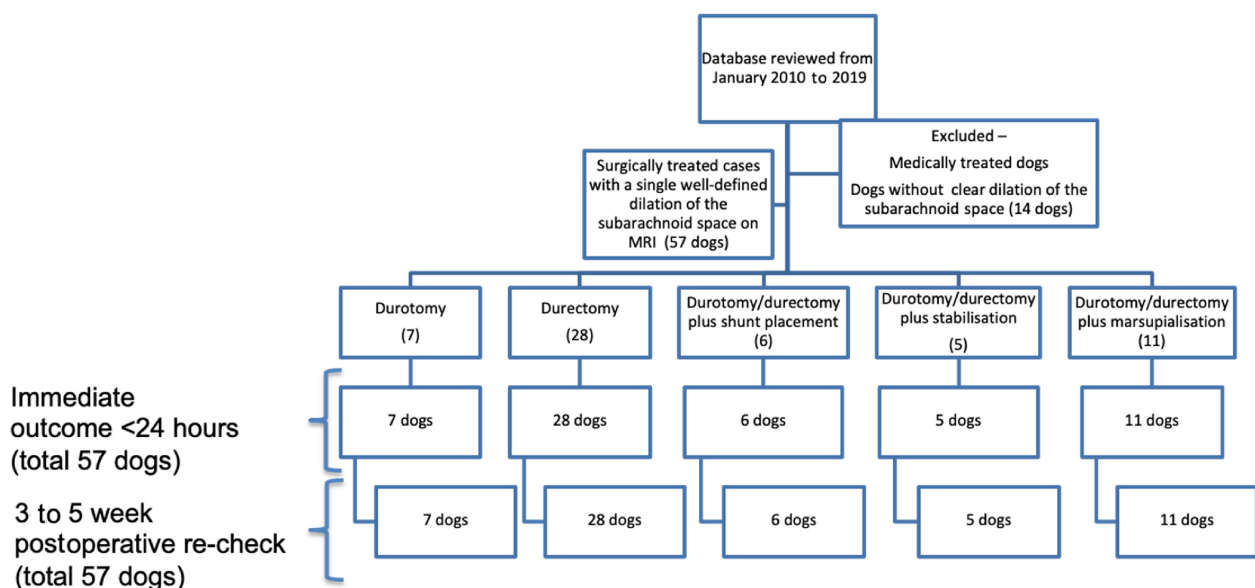 Database reviewed from
January 2010 to 2019
Excluded –
Medically treated dogs
Dogs without clear dilation of the
subarachnoid space (14 dogs)
Surgically treated cases
with a single well-defined
dilation of the
subarachnoid space on
MRI (57 dogs)
Durotomy
(7)
Durectomy
(28)
Durotomy/durectomy
plus shunt placement
(6)
Durotomy/durectomy
plus stabilisation
(5)
Durotomy/durectomy
plus marsupialisation
(11)
Immediate
outcome <24 hours
(total 57 dogs)
7 dogs
28 dogs
6 dogs
5 dogs
11 dogs
3 to 5 week
postoperative re-check
(total 57 dogs)
7 dogs
28 dogs
6 dogs
5 dogs
11 dogs